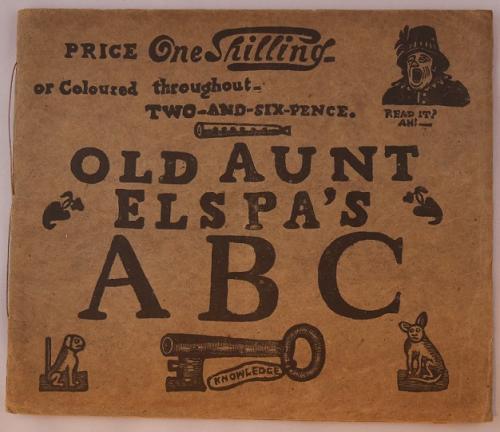 PRICE One Shilling-
or Coloured throughout-
TWO-AND-SIX-PENCE.
READ IT?
AH!—
OLD AUNT
ELSPA'S
ABC
KNOWLEDGE